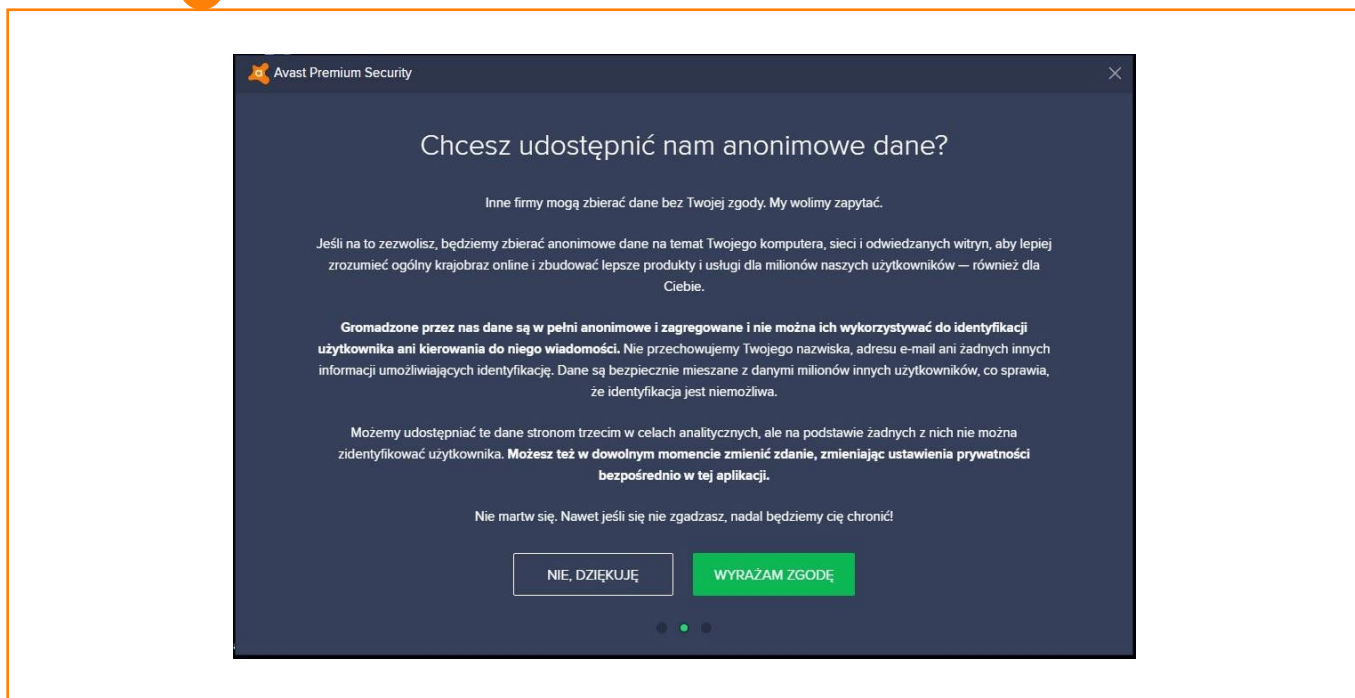 Avast Premium Security
Chcesz udostępnić nam anonimowe dane?
Inne firmy mogą zbierać dane bez Twojej zgody. My wolimy zapytać.
Jeśli na to zezwolisz, będziemy zbierać anonimowe dane na temat Twojego komputera, sieci i odwiedzanych witryn, aby lepiej
zrozumieć ogólny krajobraz online i zbudować lepsze produkty i usługi dla milionów naszych użytkowników — również dla
Ciebie.
Gromadzone przez nas dane są w pełni anonimowe i zagregowane i nie można ich wykorzystywać do identyfikacji
użytkownika ani kierowania do niego wiadomości. Nie przechowujemy Twojego nazwiska, adresu e-mail ani żadnych innych
informacji umożliwiających identyfikację. Dane są bezpiecznie mieszane z danymi milionów innych użytkowników, co sprawia,
że identyfikacja jest niemożliwa.
Możemy udostępniać te dane stronom trzecim w celach analitycznych, ale na podstawie żadnych z nich nie można
zidentyfikować użytkownika. Możesz też w dowolnym momencie zmienić zdanie, zmieniając ustawienia prywatności
bezpośrednio w tej aplikacji.
Nie martw się. Nawet jeśli się nie zgadzasz, nadal będziemy cię chronić!
NIE, DZIĘKUJĘ
WYRAŻAM ZGODĘ